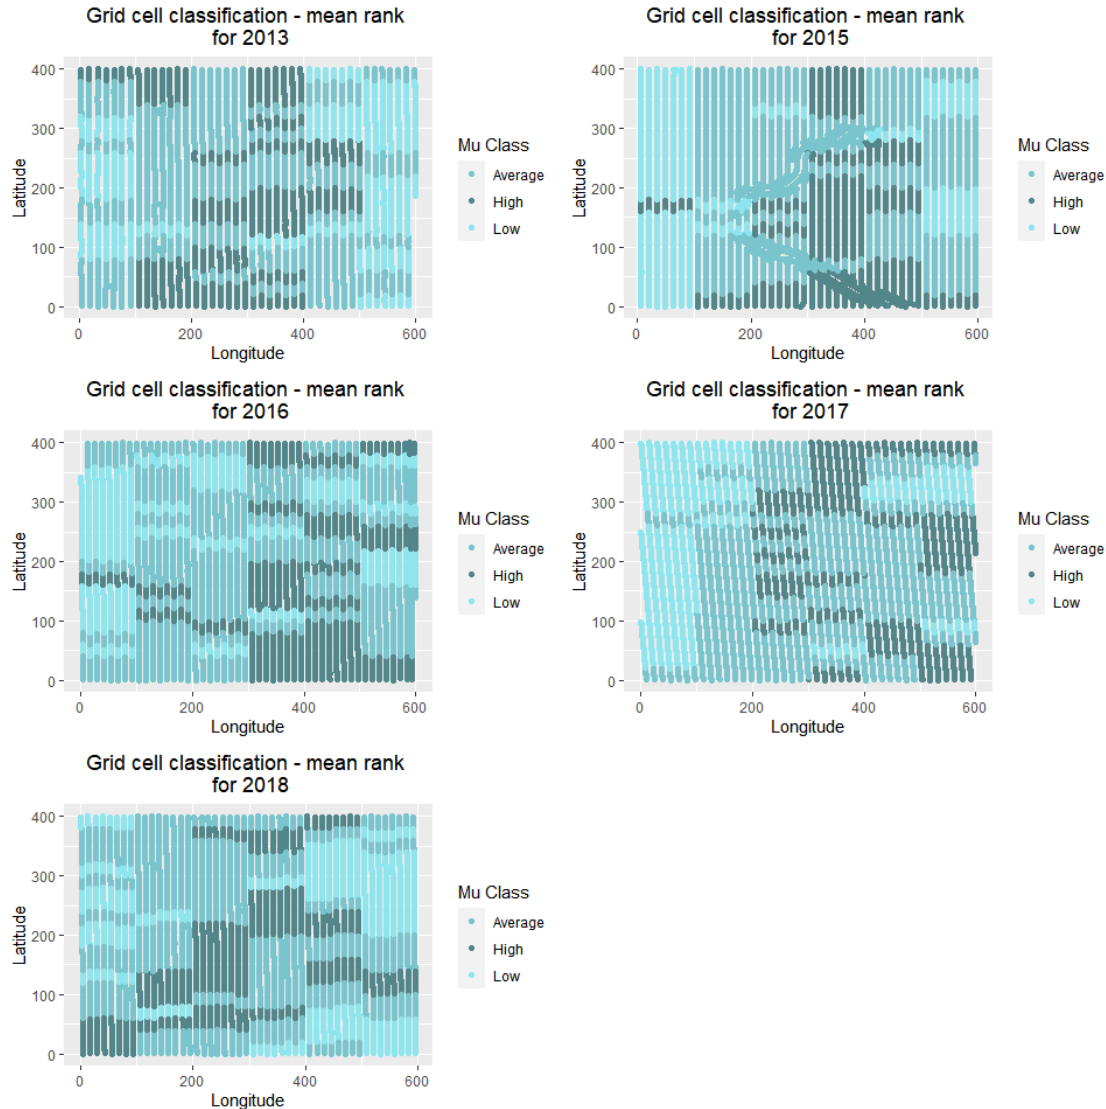 Grid cell classification - mean rank
for 2013
400
300
200
100
0
0
200
400
600
Latitude
Longitude
Mu Class
Average
High
Low
Grid cell classification - mean rank
for 2015
400
300
200
100
0
0
200
400
600
Latitude
Longitude
Mu Class
Average
High
Low
Grid cell classification - mean rank
for 2016
400
300
200
100
0
0
200
400
600
Latitude
Longitude
Mu Class
Average
High
Low
Grid cell classification - mean rank
for 2017
400
300
200
100
0
0
200
400
600
Latitude
Longitude
Mu Class
Average
High
Low
Grid cell classification - mean rank
for 2018
400
300
200
100
0
0
200
400
600
Latitude
Longitude
Mu Class
Average
High
Low